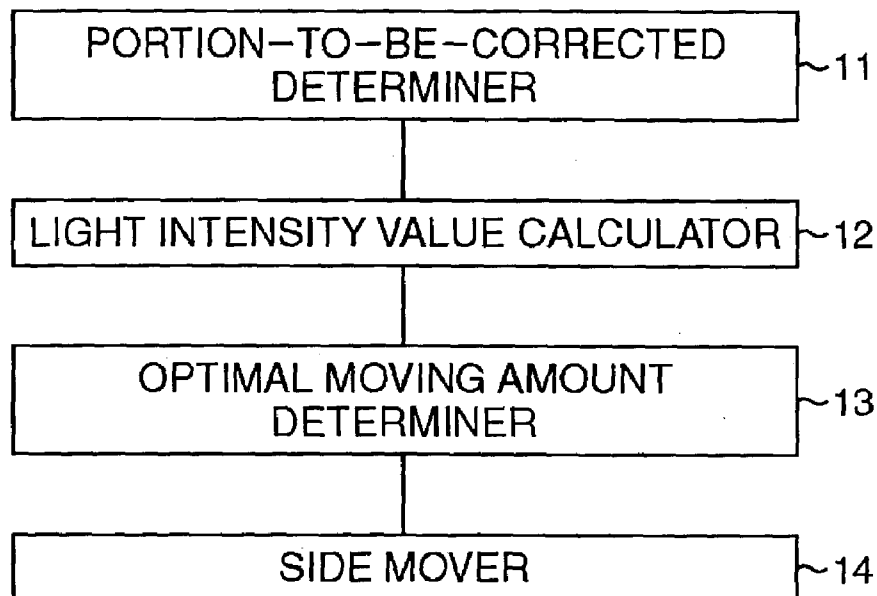 PORTION-TO-BE-CORRECTED
DETERMINER
~11
LIGHT INTENSITY VALUE CALCULATOR
~12
OPTIMAL MOVING AMOUNT
DETERMINER
~13
SIDE MOVER
~14